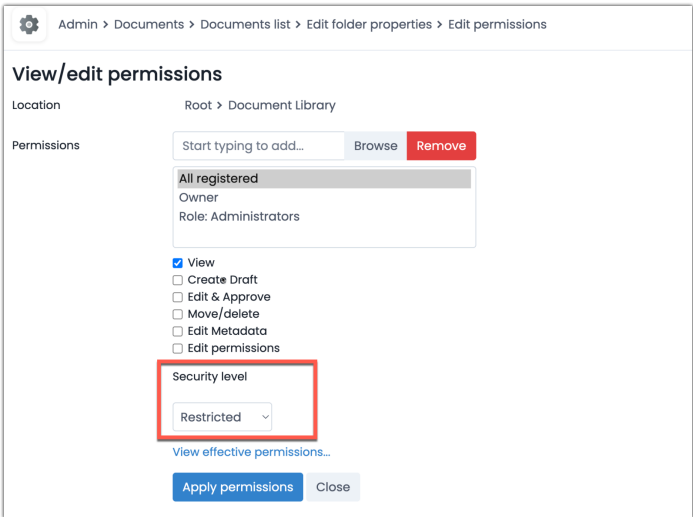 Admin > Documents > Documents list > Edit folder properties > Edit permissions
View/edit permissions
Location Root > Document Library
Permissions Start typing to add... Browse Remove
All registered
Owner
Role: Administrators
View
Create Draft
Edit & Approve
Move/delete
Edit Metadata
Edit permissions
Security level
Restricted
View effective permissions...
Apply permissions Close